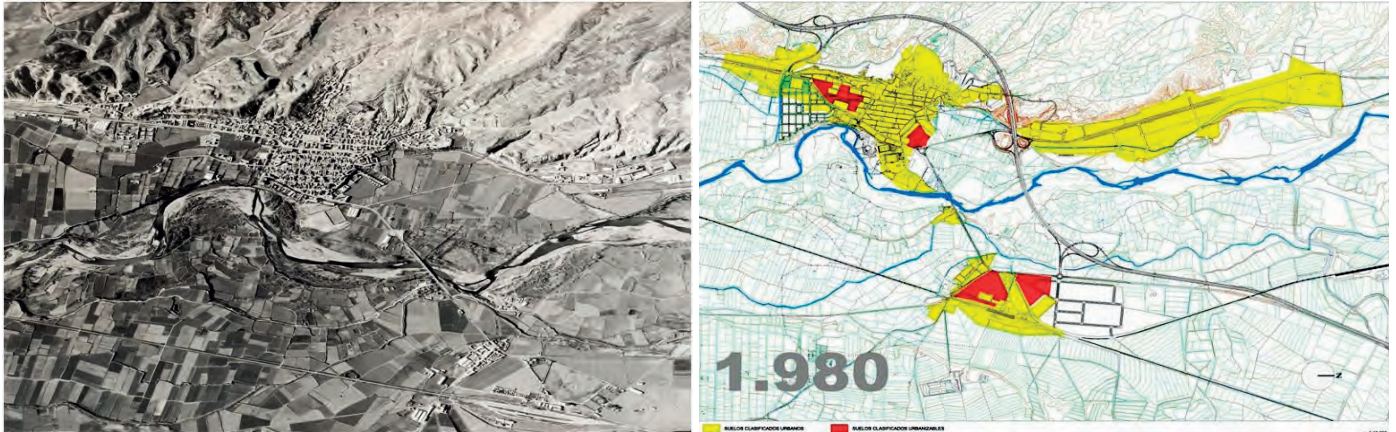 1.980
N
SUELOS CLASIFICADOS URBANOS
SUELOS CLASIFICADOS URBANIZABLES